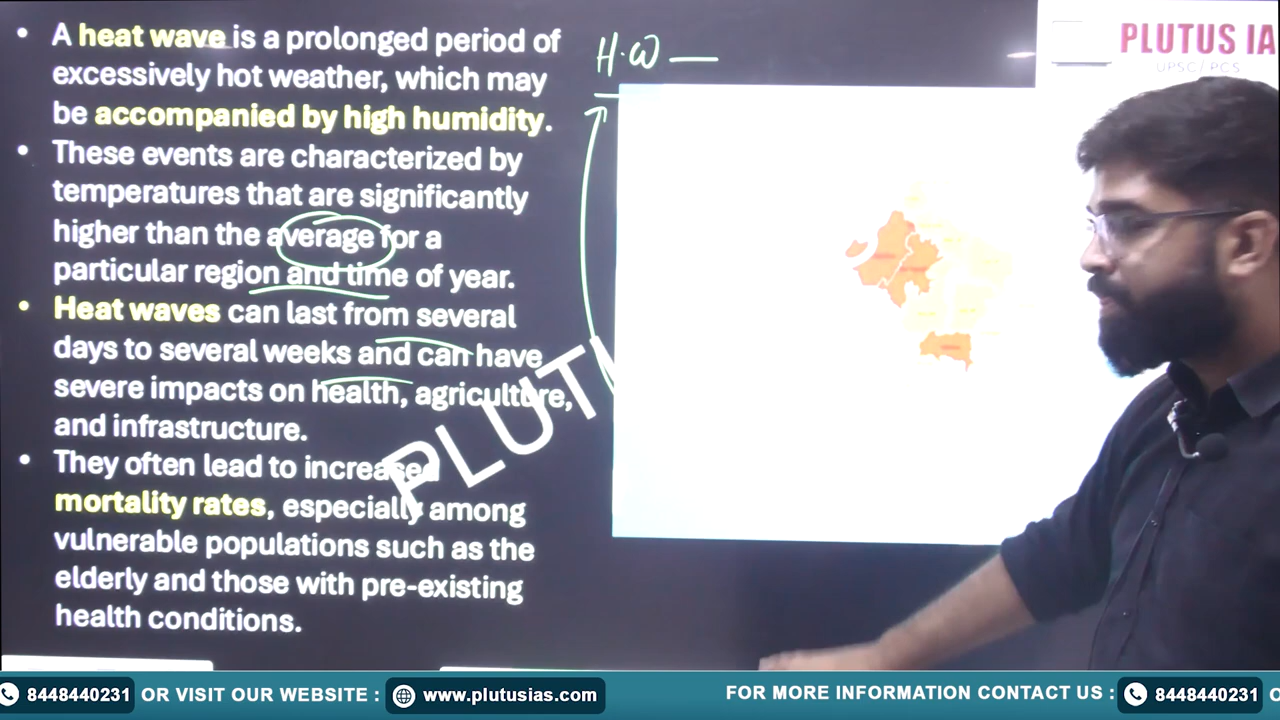 • A heat wave is a prolonged period of
excessively hot weather, which may
be accompanied by high humidity.
• These events are characterized by
temperatures that are significantly
higher than the average for a
particular region and time of year.
• Heat waves can last from several
days to several weeks and can have
severe impacts on health, agriculture,
and infrastructure.
• They often lead to increased
mortality rates, especially among
vulnerable populations such as the
elderly and those with pre-existing
health conditions.
H.W —
PLUTUS IA
UPSC/ PCS
PLUTU
8448440231 OR VISIT OUR WEBSITE : www.plutusias.com FOR MORE INFORMATION CONTACT US : 8448440231 O